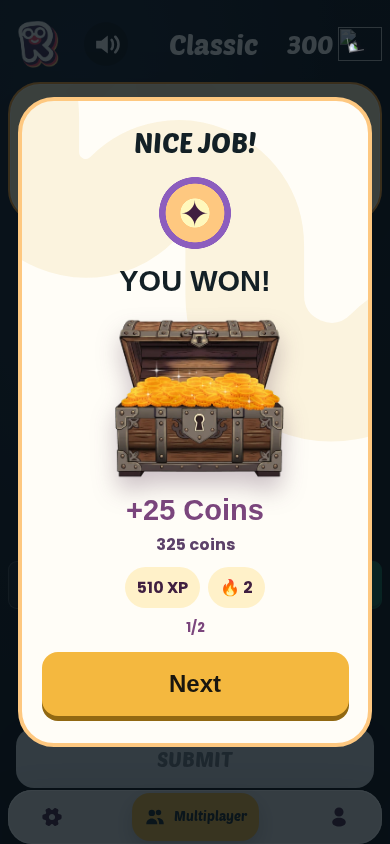 Classic
300
NICE JOB!
YOU WON!
+25 Coins
325 coins
510 XP
🔥 2
1/2
Next
SUBMIT
Multiplayer